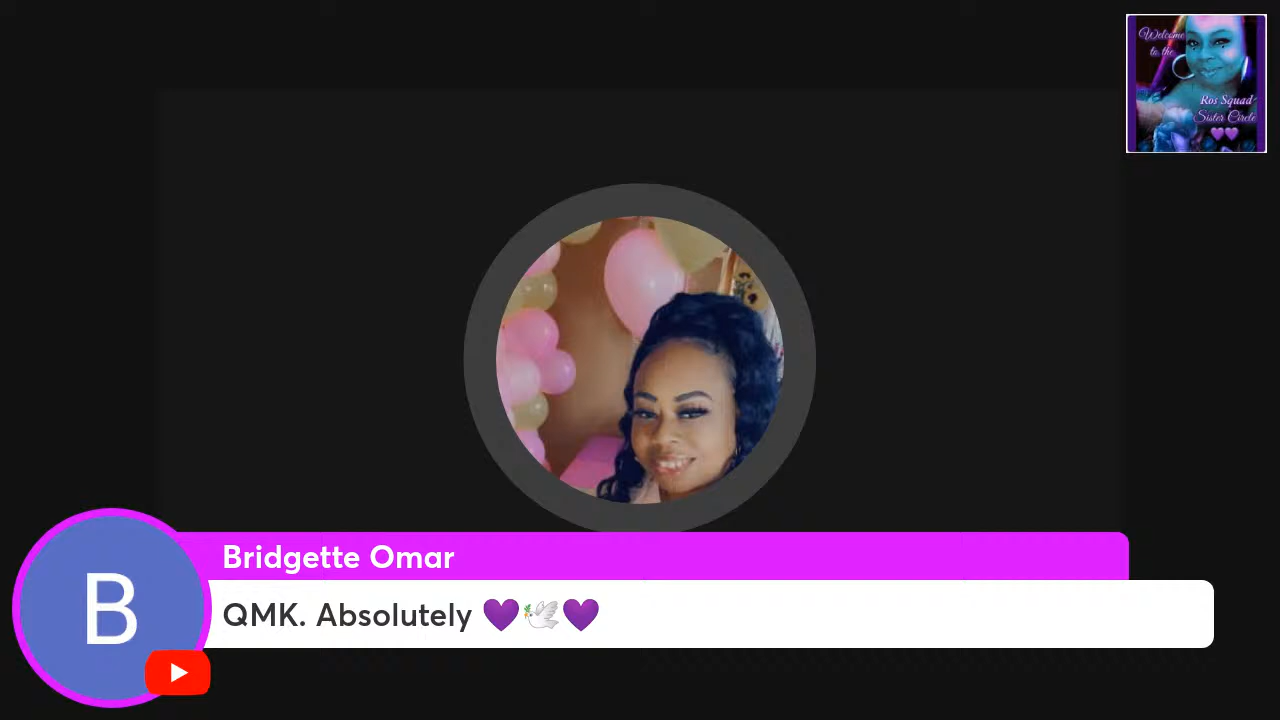 Welcome
to the
Ros Squad
Sister Circle
B
Bridgette Omar
QMK. Absolutely 💜🕊️💜